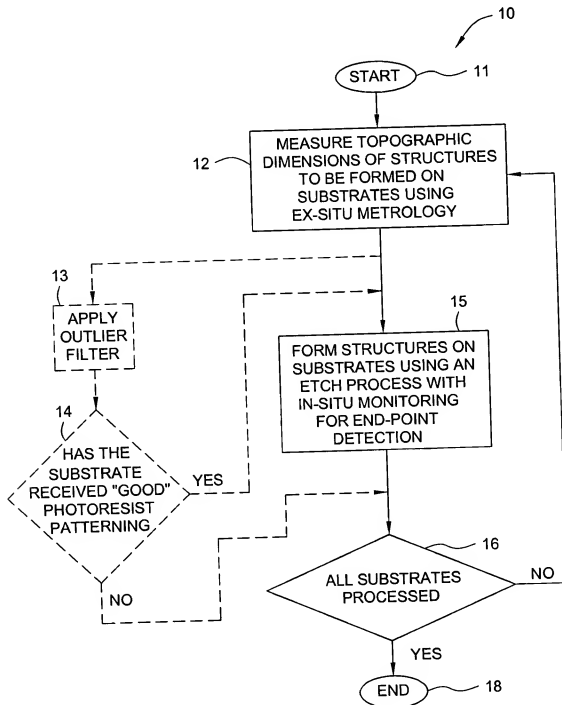 10
START
11
12
MEASURE TOPOGRAPHIC
DIMENSIONS OF STRUCTURES
TO BE FORMED ON
SUBSTRATES USING
EX-SITU METROLOGY
13
APPLY
OUTLIER
FILTER
14
HAS THE
SUBSTRATE
RECEIVED "GOOD"
PHOTORESIST
PATTERNING
YES
NO
15
FORM STRUCTURES ON
SUBSTRATES USING AN
ETCH PROCESS WITH
IN-SITU MONITORING
FOR END-POINT
DETECTION
16
ALL SUBSTRATES
PROCESSED
NO
YES
END
18